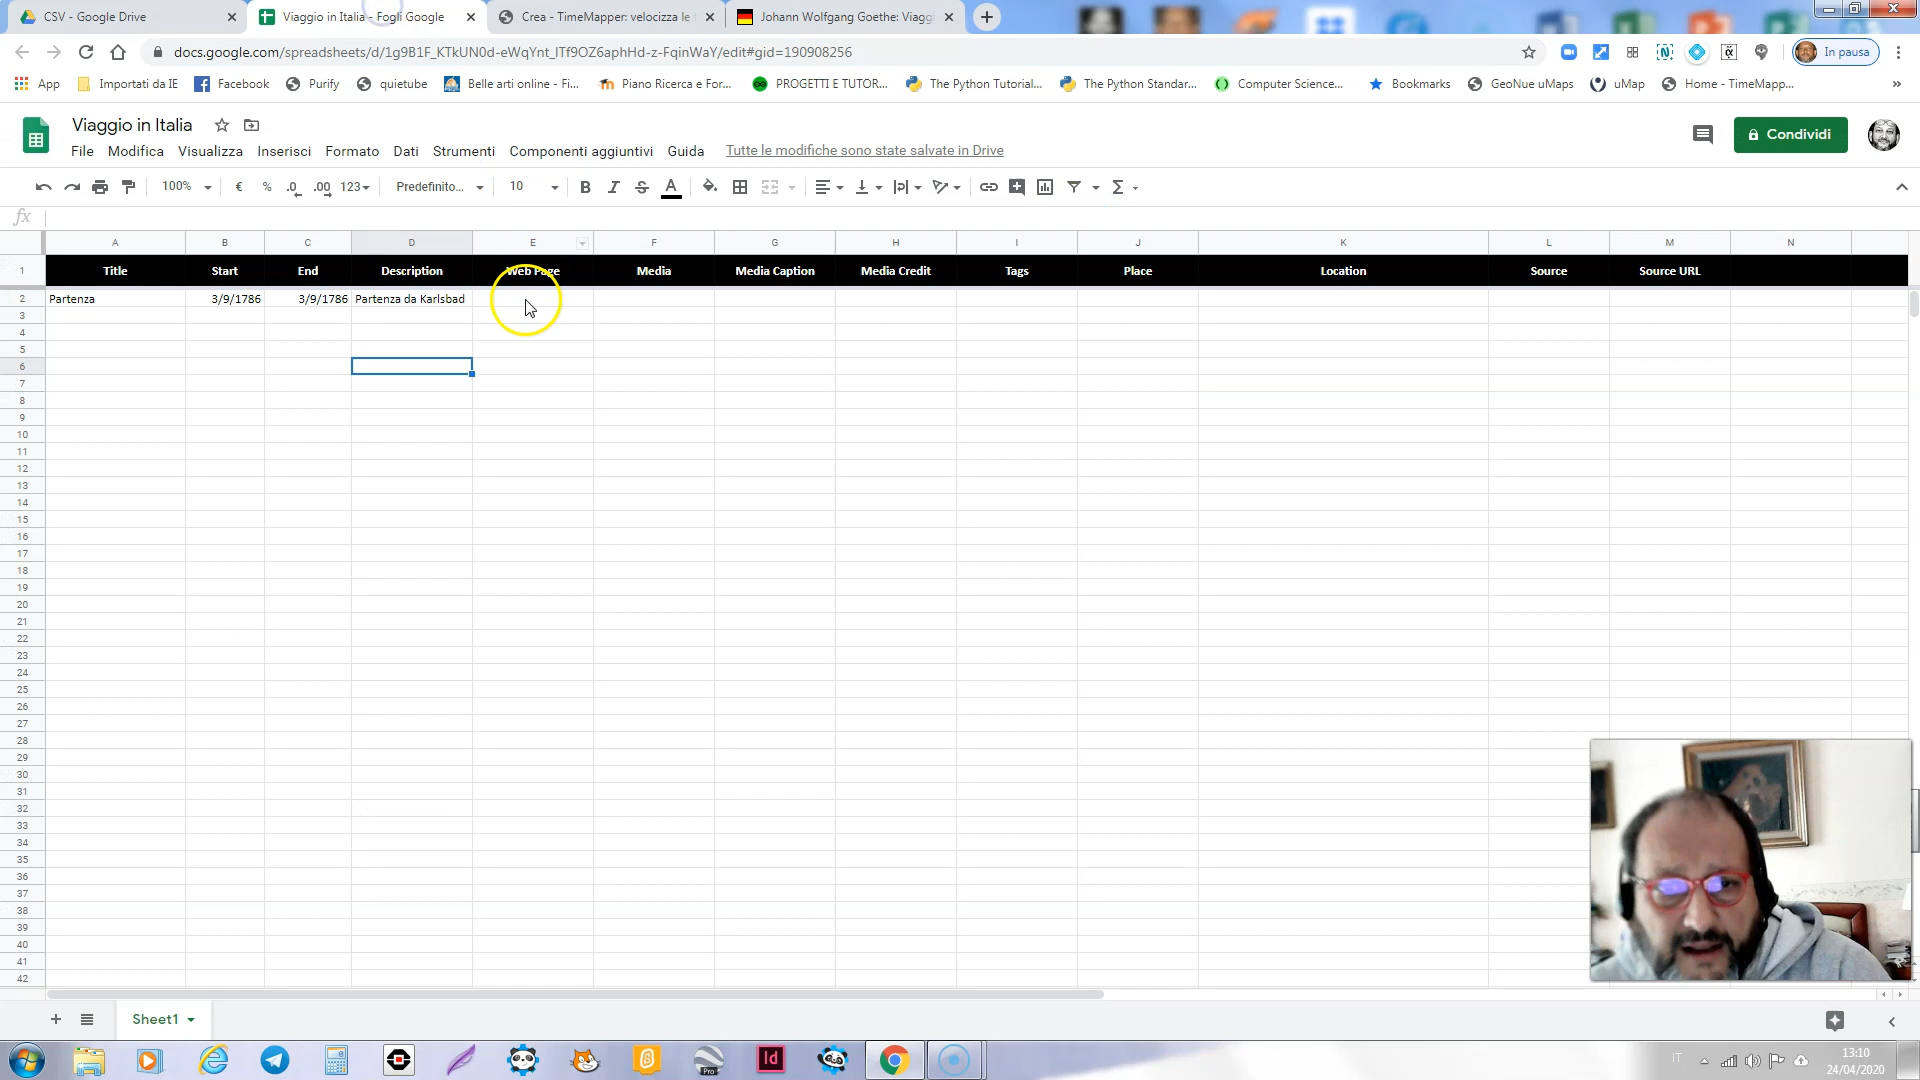 CSV - Google Drive
Viaggio in Italia - Fogli Google
Crea - TimeMapper: velocizza le
Johann Wolfgang Goethe: Viagg
docs.google.com/spreadsheets/d/1g9B1F_KTkUN0d-eWqYnt_lTf9OZ6aphHd-z-FqinWaY/edit#gid=190908256
In pausa
App
Importati da IE
Facebook
Purify
quietube
Belle arti online - Fi...
Piano Ricerca e For...
PROGETTI E TUTOR...
The Python Tutorial...
The Python Standar...
Computer Science...
Bookmarks
GeoNue uMaps
uMap
Home - TimeMapp...
»
Viaggio in Italia
Condividi
File Modifica Visualizza Inserisci Formato Dati Strumenti Componenti aggiuntivi Guida Tutte le modifiche sono state salvate in Drive
100% € % .0 .00 123 Predefinito... 10 B I S A Σ
fx
A B C D E F G H I J K L M N
1 Title Start End Description Web Page Media Media Caption Media Credit Tags Place Location Source Source URL
2 Partenza 3/9/1786 3/9/1786 Partenza da Karlsbad
3
4
5
6
7
8
9
10
11
12
13
14
15
16
17
18
19
20
21
22
23
24
25
26
27
28
29
30
31
32
33
34
35
36
37
38
39
40
41
42
Sheet1
Pro
Id
IT
13:10
24/04/2020